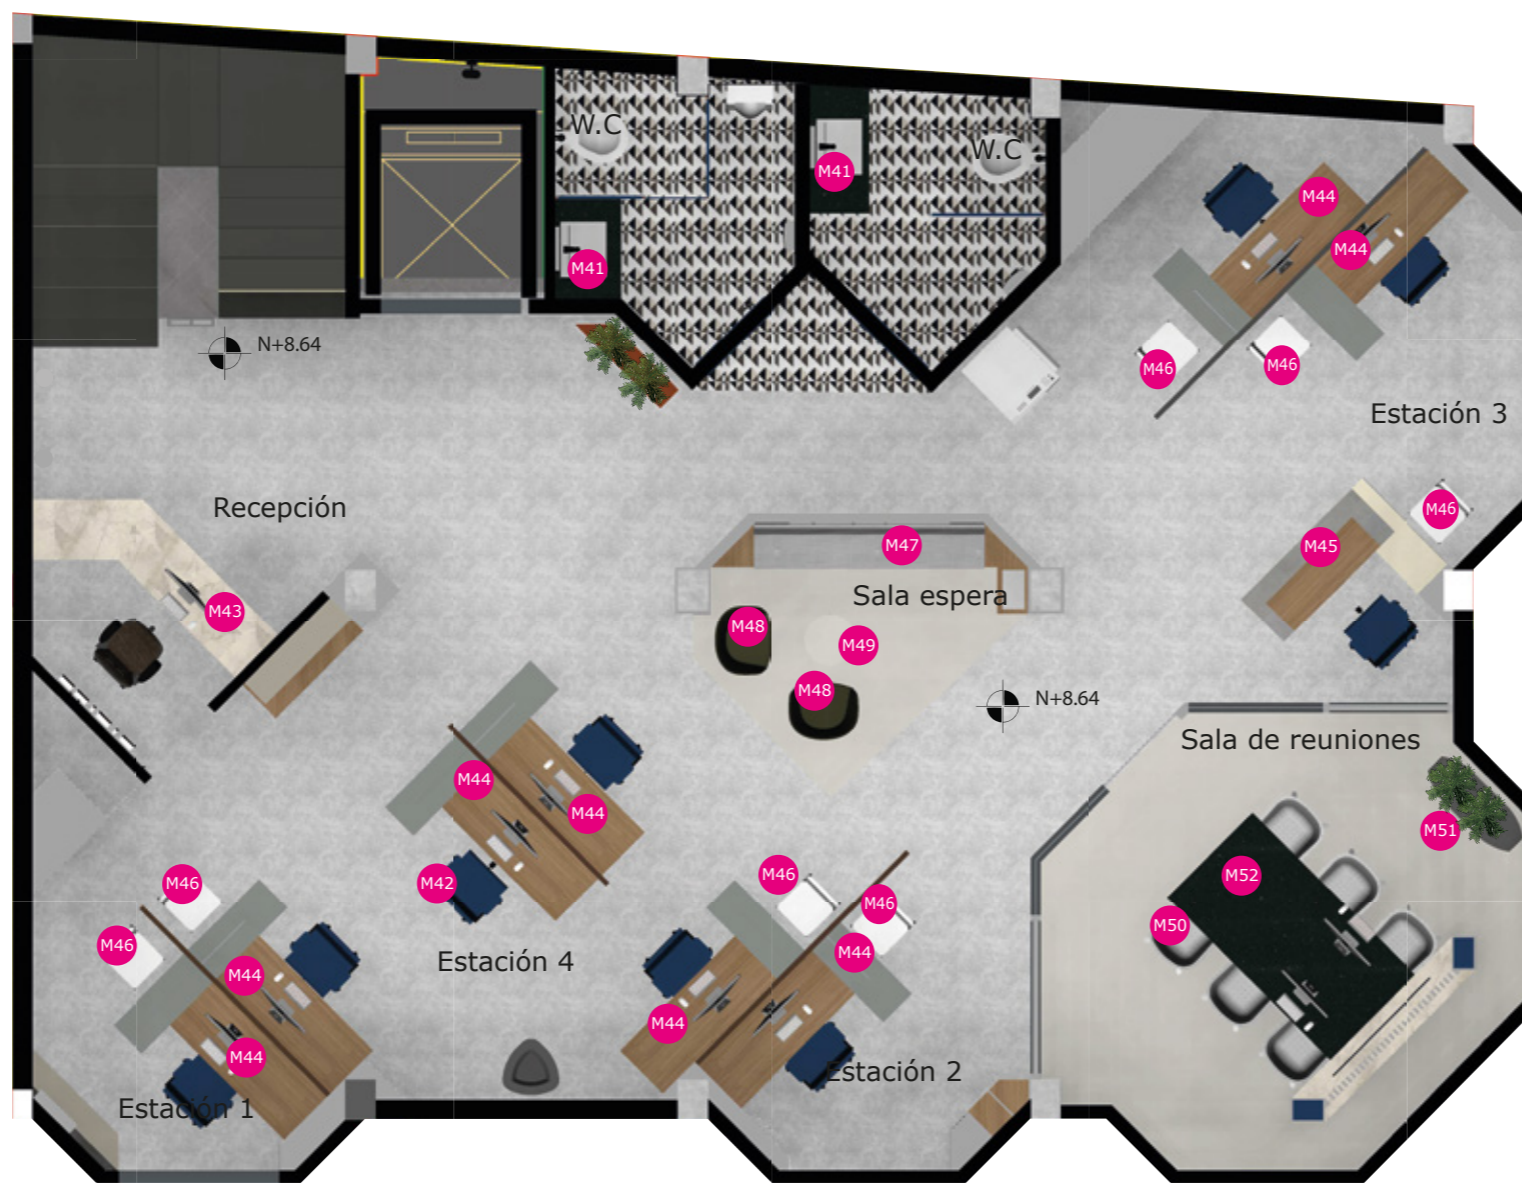 W.C
W.C
M41
M44
M44
M41
N+8.64
M46
M46
Estación 3
Recepción
M46
M47
M45
Sala espera
M43
M48
M49
M48
N+8.64
Sala de reuniones
M44
M44
M51
M46
M42
M46
M52
M46
M50
M46
M44
Estación 4
M44
M44
M44
Estación 2
Estación 1